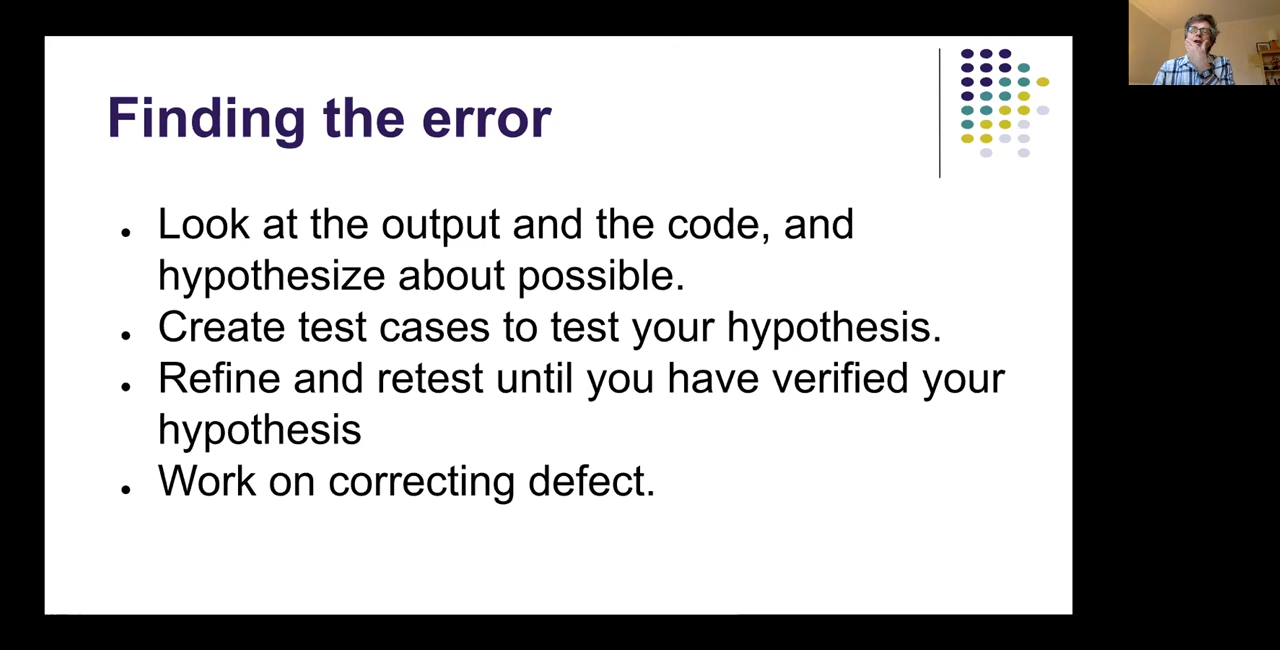 Finding the error
Look at the output and the code, and
hypothesize about possible.
Create test cases to test your hypothesis.
Refine and retest until you have verified your
hypothesis
Work on correcting defect.